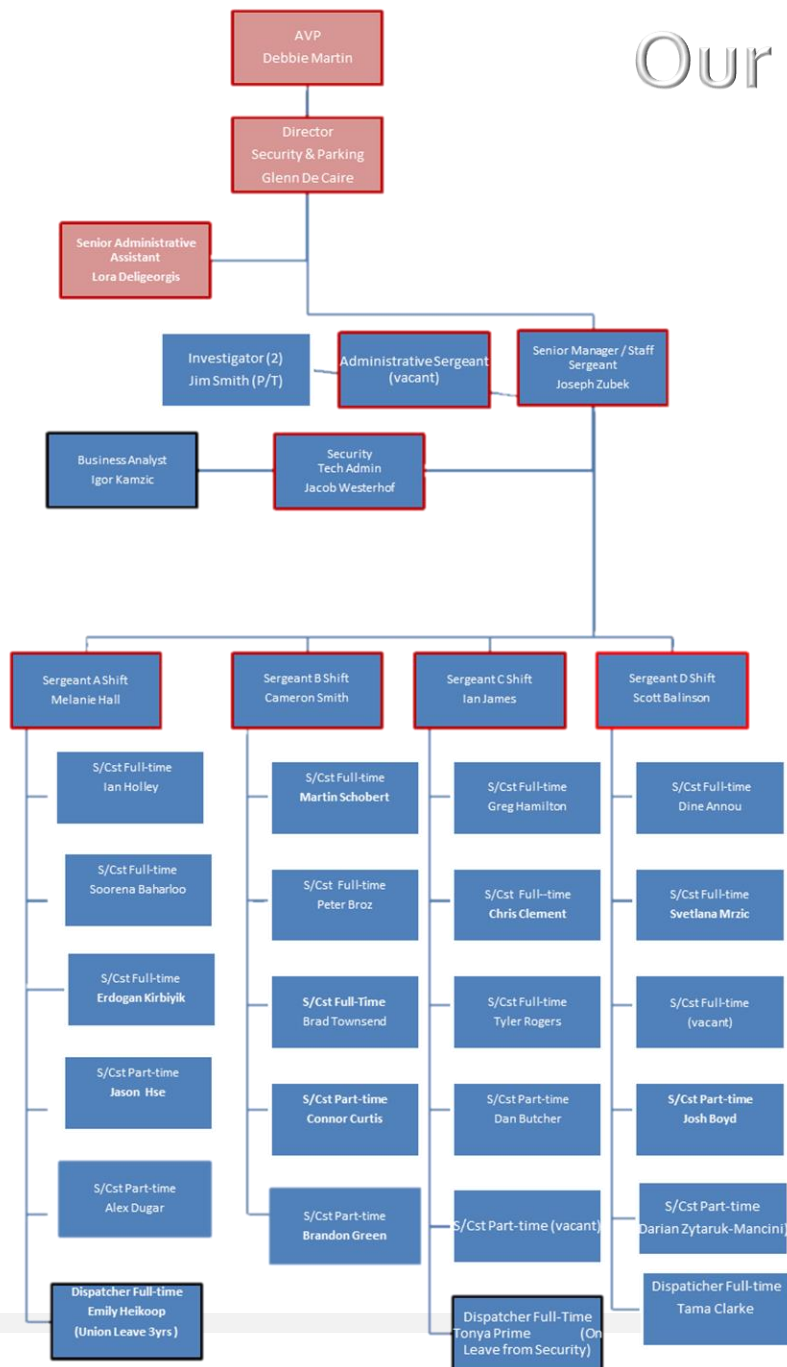 Our
AVP
Debbie Martin
Director
Security & Parking
Glenn De Caire
Senior Administrative
Assistant
Lora Deligeorgis
Investigator (2)
Jim Smith (P/T)
Administrative Sergeant
(vacant)
Senior Manager / Staff
Sergeant
Joseph Zubek
Business Analyst
Igor Kamzic
Security
Tech Admin
Jacob Westerhof
Sergeant A Shift
Melanie Hall
S/Cst Full-time
Ian Holley
S/Cst Full-time
Soorena Baharloo
S/Cst Full-time
Erdogan Kirbiyik
S/Cst Part-time
Jason Hse
S/Cst Part-time
Alex Dugar
Dispatcher Full-time
Emily Heikoop
(Union Leave 3yrs )
Sergeant B Shift
Cameron Smith
S/Cst Full-time
Martin Schobert
S/Cst Full-time
Peter Broz
S/Cst Full-Time
Brad Townsend
S/Cst Part-time
Connor Curtis
S/Cst Part-time
Brandon Green
Sergeant C Shift
Ian James
S/Cst Full-time
Greg Hamilton
S/Cst Full--time
Chris Clement
S/Cst Full-time
Tyler Rogers
S/Cst Part-time
Dan Butcher
S/Cst Part-time (vacant)
Dispatcher Full-Time
Tonya Prime (On
Leave from Security)
Sergeant D Shift
Scott Balinson
S/Cst Full-time
Dine Annou
S/Cst Full-time
Svetlana Mrzic
S/Cst Full-time
(vacant)
S/Cst Part-time
Josh Boyd
S/Cst Part-time
Darian Zytaruk-Mancini)
Dispaticher Full-time
Tama Clarke